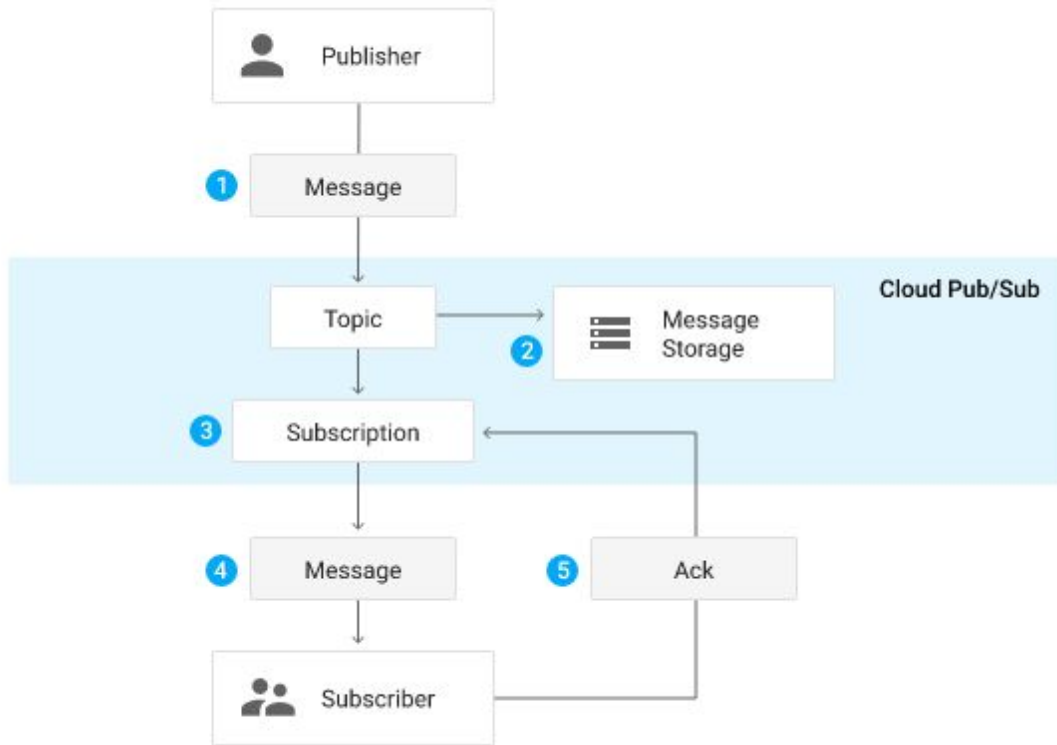 Publisher
1
Message
Cloud Pub/Sub
Topic
2
Message
Storage
3
Subscription
4
Message
5
Ack
Subscriber